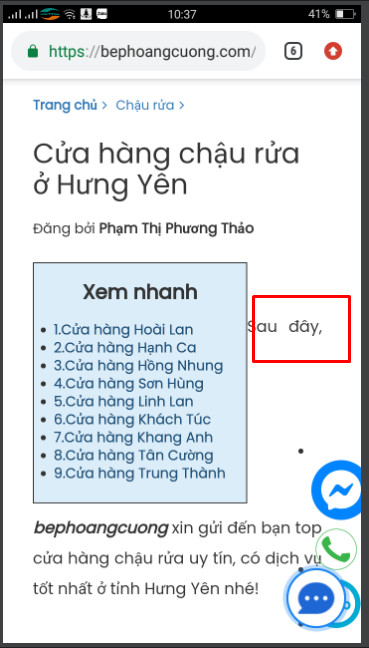 10:37
41%
https://bephoangcuong.com/
6
Trang chủ > Chậu rửa >
Cửa hàng chậu rửa
ở Hưng Yên
Đăng bởi Phạm Thị Phương Thảo
Xem nhanh
1.Cửa hàng Hoài Lan
2.Cửa hàng Hạnh Ca
3.Cửa hàng Hồng Nhung
4.Cửa hàng Sơn Hùng
5.Cửa hàng Linh Lan
6.Cửa hàng Khách Túc
7.Cửa hàng Khang Anh
8.Cửa hàng Tân Cường
9.Cửa hàng Trung Thành
Sau đây,
bephoangcuong xin gửi đến bạn top
cửa hàng chậu rửa uy tín, có dịch vụ
tốt nhất ở tỉnh Hưng Yên nhé!